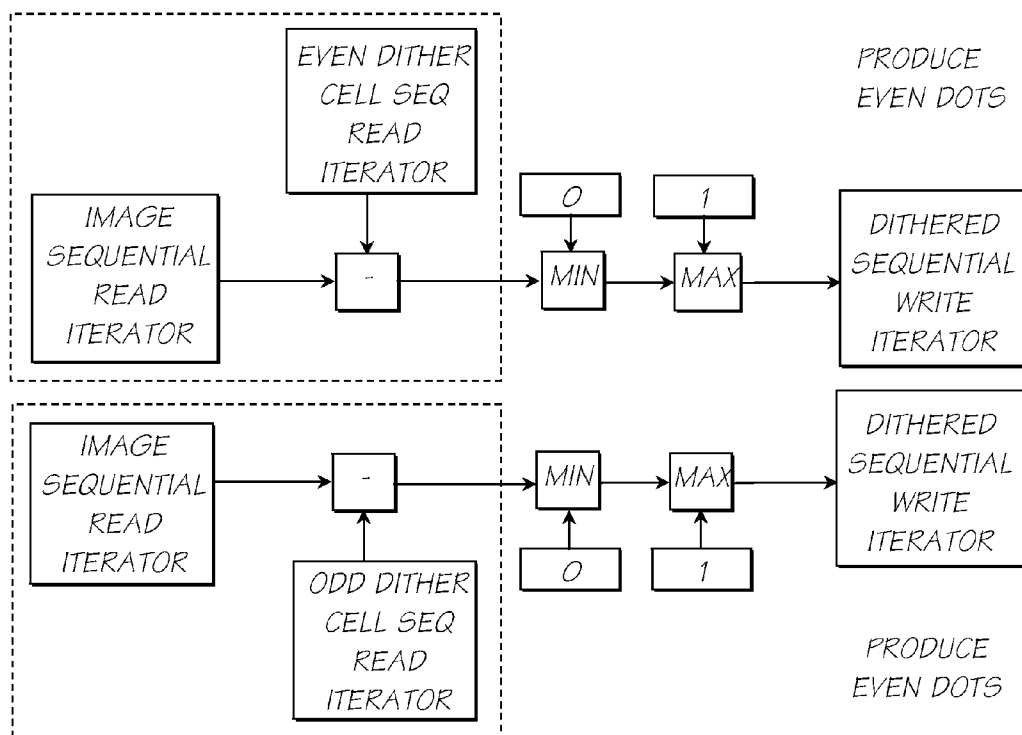 EVEN DITHER
CELL SEQ
READ
ITERATOR
PRODUCE
EVEN DOTS
IMAGE
SEQUENTIAL
READ
ITERATOR
-
0
MIN
1
MAX
DITHERED
SEQUENTIAL
WRITE
ITERATOR
IMAGE
SEQUENTIAL
READ
ITERATOR
-
ODD DITHER
CELL SEQ
READ
ITERATOR
MIN
0
MAX
1
DITHERED
SEQUENTIAL
WRITE
ITERATOR
PRODUCE
EVEN DOTS